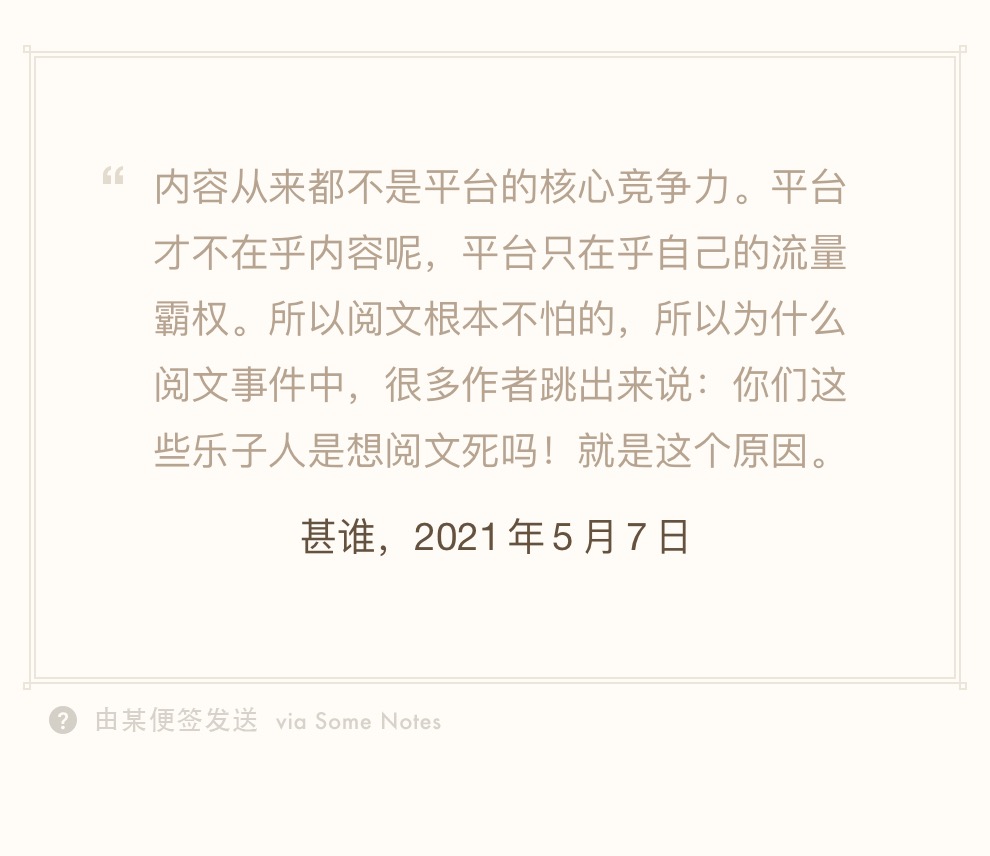 “ 内容从来都不是平台的核心竞争力。平台
才不在乎内容呢，平台只在乎自己的流量
霸权。所以阅文根本不怕的，所以为什么
阅文事件中，很多作者跳出来说：你们这
些乐子人是想阅文死吗！就是这个原因。
甚谁，2021 年 5 月 7 日
? 由某便签发送 via Some Notes